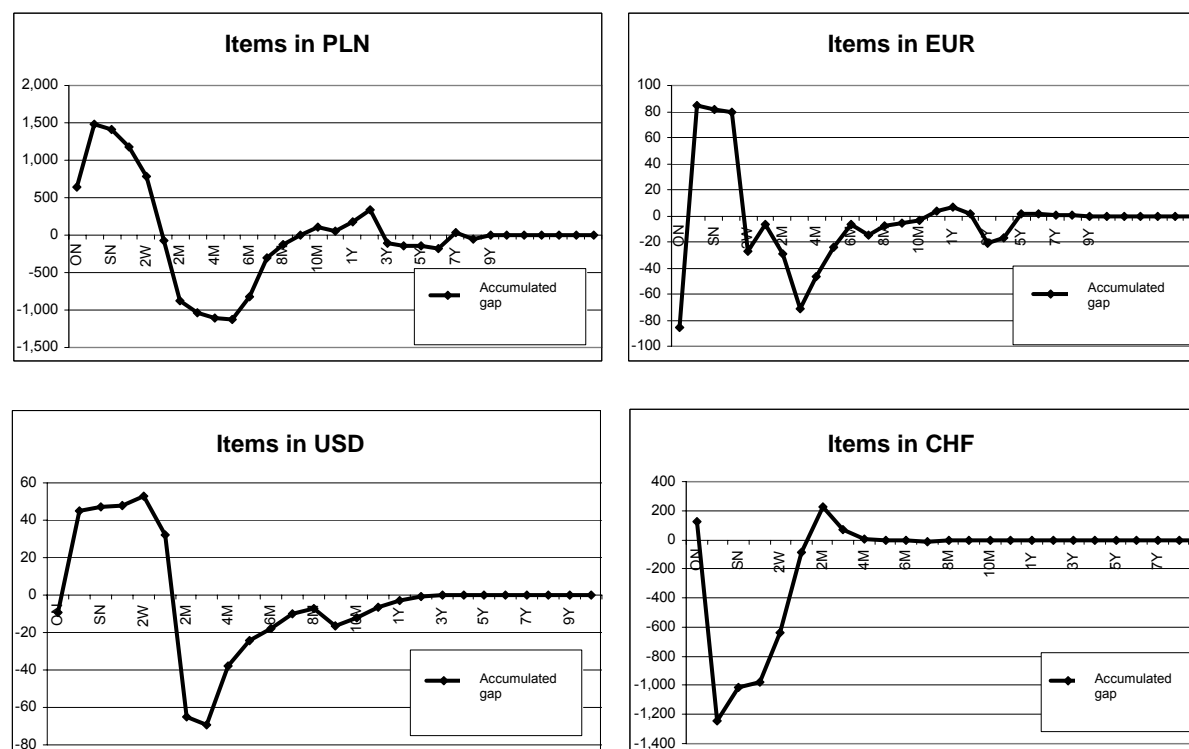 Items in PLN
2,000
1,500
1,000
500
0
-500
-1,000
-1,500
ON SN 2W 2M 4M 6M 8M 10M 1Y 3Y 5Y 7Y 9Y
Accumulated
gap
Items in EUR
100
80
60
40
20
0
-20
-40
-60
-80
-100
ON SN 2W 2M 4M 6M 8M 10M 1Y 3Y 5Y 7Y 9Y
Accumulated
gap
Items in USD
60
40
20
0
-20
-40
-60
-80
ON SN 2W 2M 4M 6M 8M 10M 1Y 3Y 5Y 7Y 9Y
Accumulated
gap
Items in CHF
400
200
0
-200
-400
-600
-800
-1,000
-1,200
-1,400
ON SN 2W 2M 4M 6M 8M 10M 1Y 3Y 5Y 7Y
Accumulated
gap